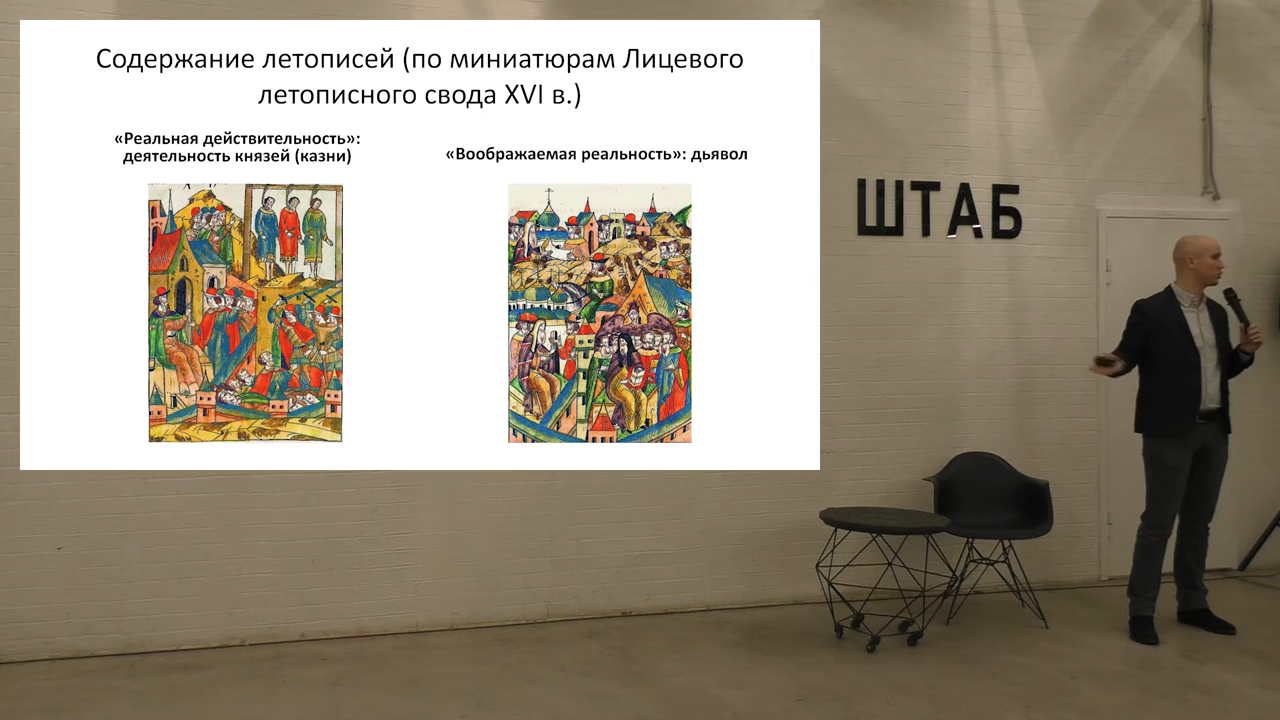 Содержание летописей (по миниатюрам Лицевого
летописного свода XVI в.)
«Реальная действительность»:
деятельность князей (казни)
«Воображаемая реальность»: дьявол
ШТАБ